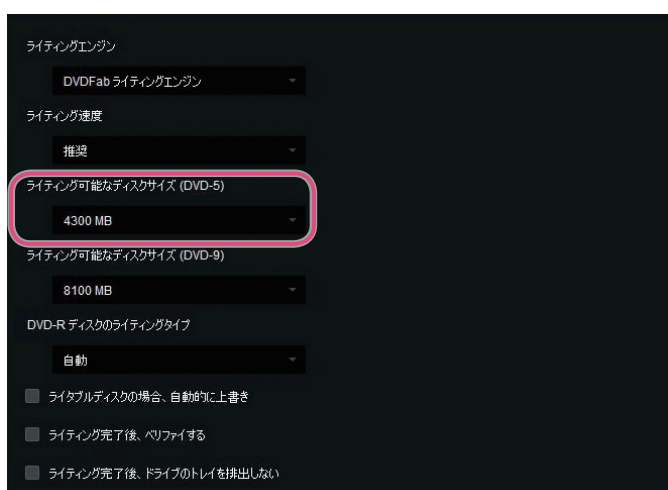 ライティングエンジン
DVDFab ライティングエンジン
ライティング速度
推奨
ライティング可能なディスクサイズ (DVD-5)
4300 MB
ライティング可能なディスクサイズ (DVD-9)
8100 MB
DVD-R ディスクのライティングタイプ
自動
ライタブルディスクの場合、自動的に上書き
ライティング完了後、ベリファイする
ライティング完了後、ドライブのトレイを排出しない